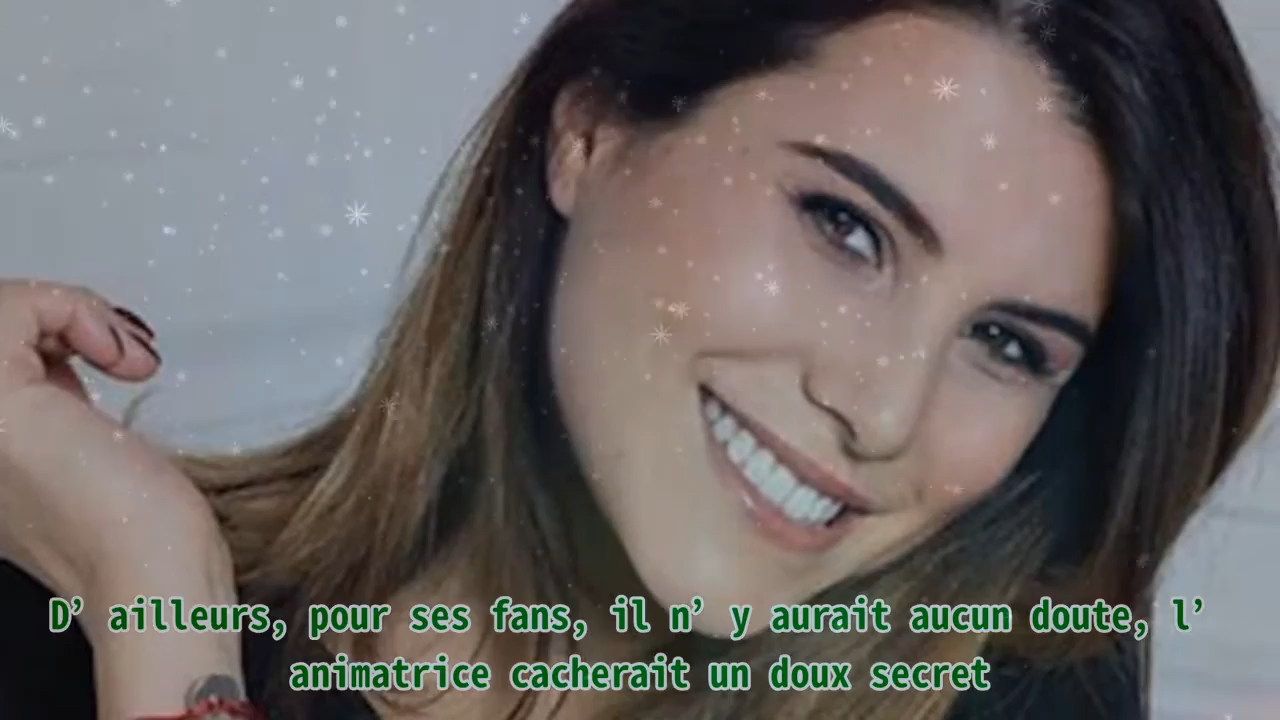 D’ ailleurs, pour ses fans, il n’ y aurait aucun doute, l’
animatrice cacherait un doux secret